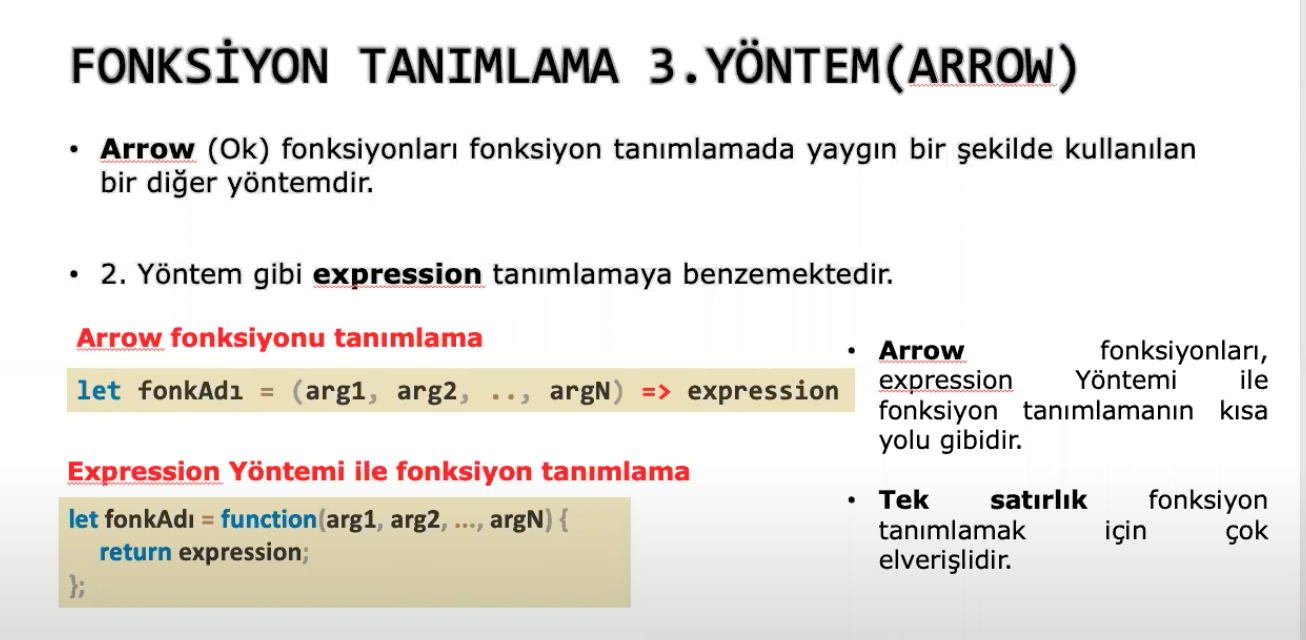 FONKSİYON TANIMLAMA 3.YÖNTEM(ARROW)
• Arrow (Ok) fonksiyonları fonksiyon tanımlamada yaygın bir şekilde kullanılan
bir diğer yöntemdir.
• 2. Yöntem gibi expression tanımlamaya benzemektedir.
Arrow fonksiyonu tanımlama
let fonkAdı = (arg1, arg2, .., argN) => expression
Expression Yöntemi ile fonksiyon tanımlama
let fonkAdı = function(arg1, arg2, ..., argN) {
return expression;
};
• Arrow fonksiyonları,
expression Yöntemi ile
fonksiyon tanımlamanın kısa
yolu gibidir.
• Tek satırlık fonksiyon
tanımlamak için çok
elverişlidir.